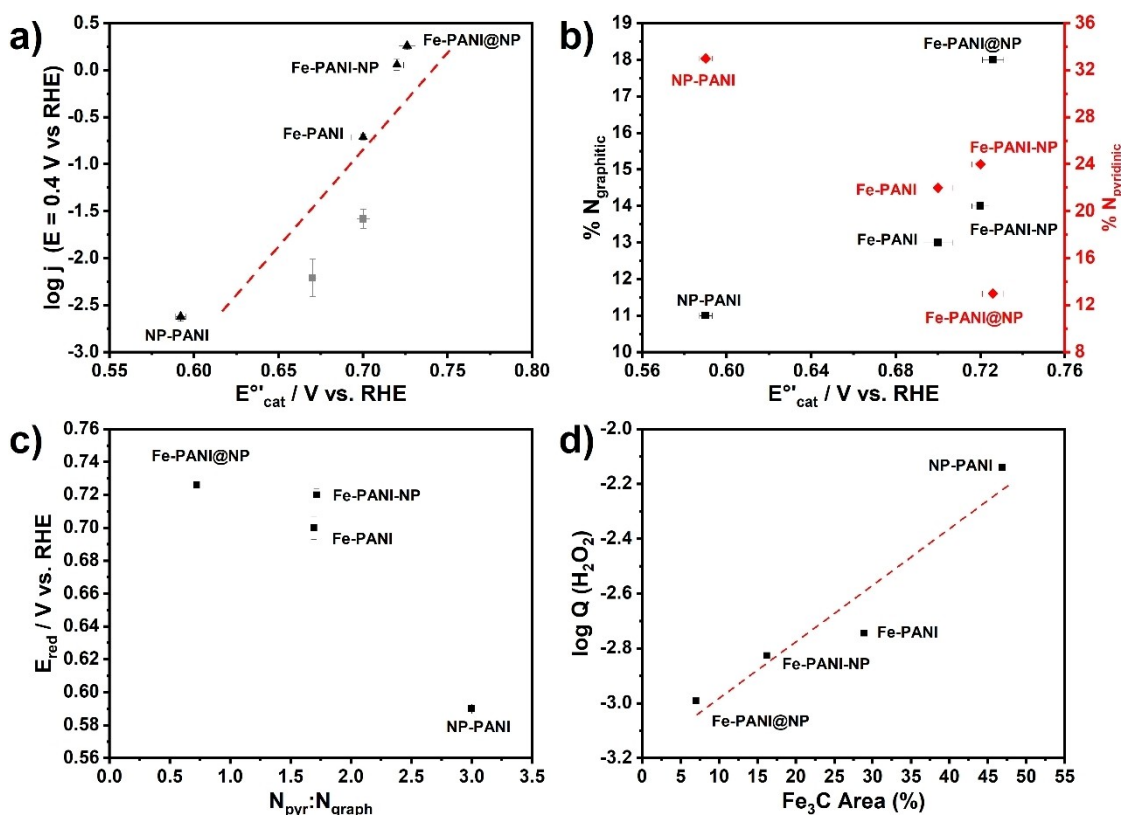 a)
0.5
0.0
-0.5
-1.0
-1.5
-2.0
-2.5
-3.0
log j (E = 0.4 V vs RHE)
Fe-PANI@NP
Fe-PANI-NP
Fe-PANI
NP-PANI
0.55 0.60 0.65 0.70 0.75 0.80
E°'cat / V vs. RHE
b)
19
18
17
16
15
14
13
12
11
10
% Ngraphitic
Fe-PANI@NP
NP-PANI
Fe-PANI-NP
Fe-PANI
Fe-PANI-NP
Fe-PANI
NP-PANI
Fe-PANI@NP
36
32
28
24
20
16
12
8
% Npyridinic
0.56 0.60 0.64 0.68 0.72 0.76
E°'cat / V vs. RHE
c)
0.76
0.74
0.72
0.70
0.68
0.66
0.64
0.62
0.60
0.58
0.56
Ered / V vs. RHE
Fe-PANI@NP
Fe-PANI-NP
Fe-PANI
NP-PANI
0.0 0.5 1.0 1.5 2.0 2.5 3.0 3.5
Npyr:Ngraph
d)
-2.0
-2.2
-2.4
-2.6
-2.8
-3.0
-3.2
log Q (H₂O₂)
NP-PANI
Fe-PANI
Fe-PANI-NP
Fe-PANI@NP
0 5 10 15 20 25 30 35 40 45 50 55
Fe₃C Area (%)